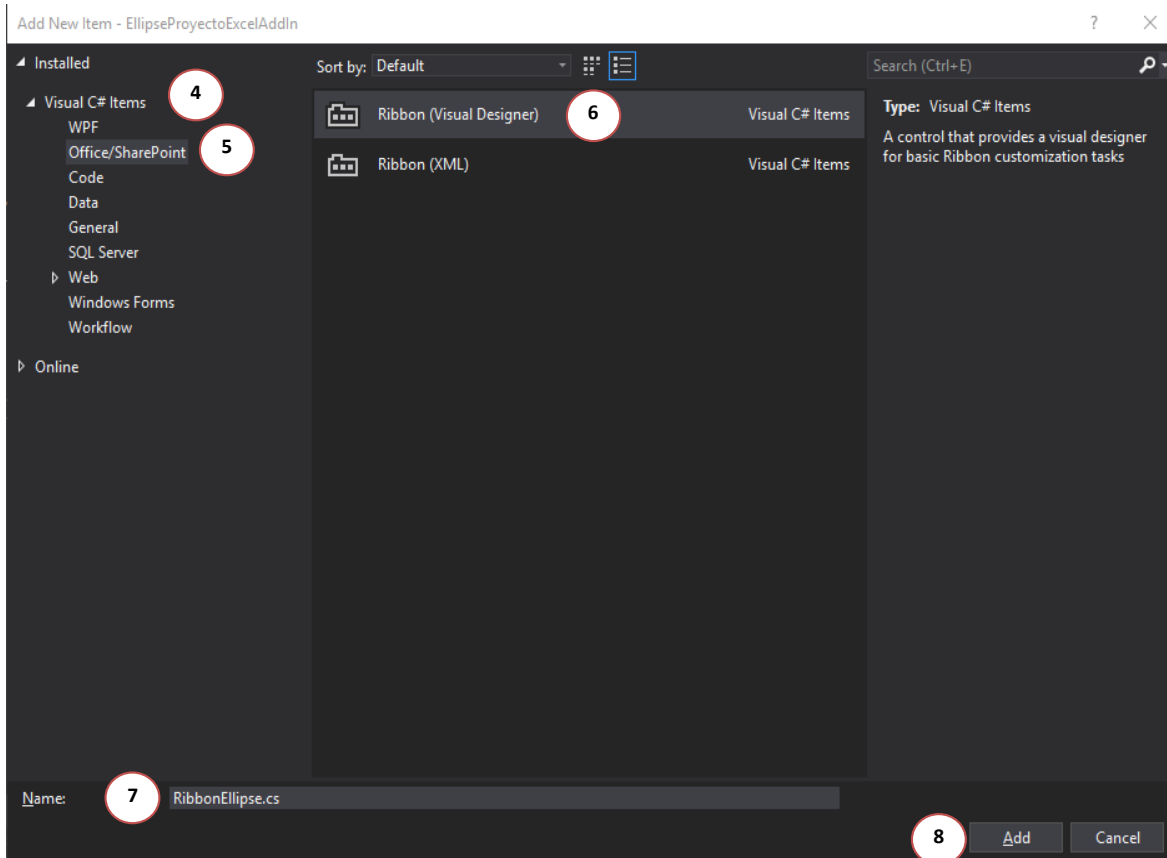 Add New Item - EllipseProyectoExcelAddIn
?
Installed
Visual C# Items
4
WPF
Office/SharePoint
5
Code
Data
General
SQL Server
Web
Windows Forms
Workflow
Online
Sort by: Default
Ribbon (Visual Designer)
6
Visual C# Items
Ribbon (XML)
Visual C# Items
Search (Ctrl+E)
Type: Visual C# Items
A control that provides a visual designer
for basic Ribbon customization tasks
Name:
7
RibbonEllipse.cs
8
Add
Cancel